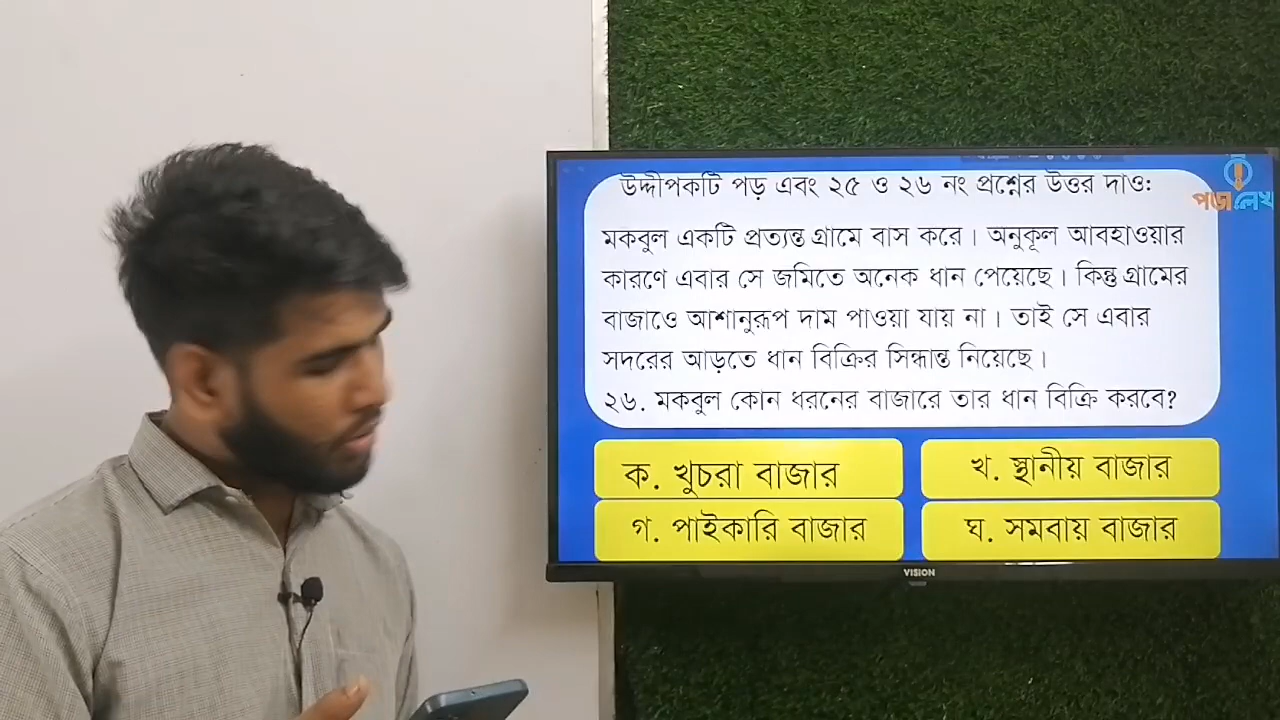 উদ্দীপকটি পড় এবং ২৫ ও ২৬ নং প্রশ্নের উত্তর দাও:
পড়ালেখা
মকবুল একটি প্রত্যন্ত গ্রামে বাস করে। অনুকূল আবহাওয়ার
কারণে এবার সে জমিতে অনেক ধান পেয়েছে। কিন্তু গ্রামের
বাজাওে আশানুরূপ দাম পাওয়া যায় না। তাই সে এবার
সদরের আড়তে ধান বিক্রির সিন্ধান্ত নিয়েছে।
২৬. মকবুল কোন ধরনের বাজারে তার ধান বিক্রি করবে?
ক. খুচরা বাজার
খ. স্থানীয় বাজার
গ. পাইকারি বাজার
ঘ. সমবায় বাজার
VISION